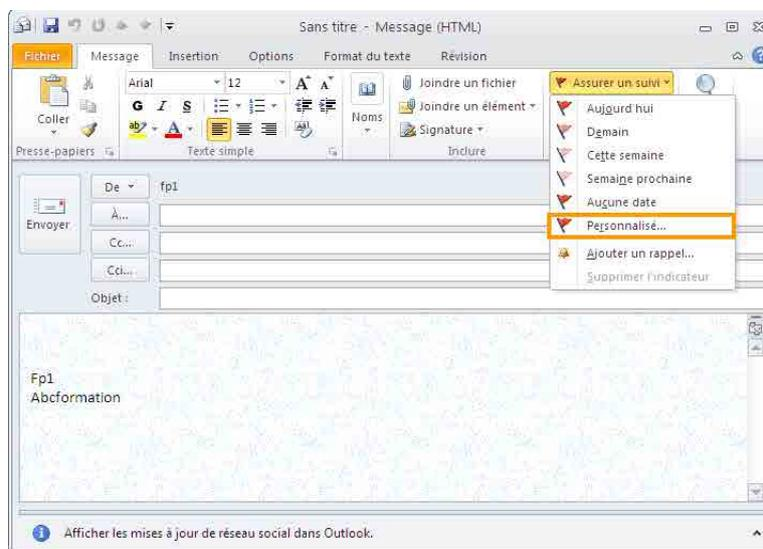 Sans titre - Message (HTML)
Fichier Message Insertion Options Format du texte Révision
Coller
Presse-papiers
Arial 12
G I S
Texte simple
Noms
Joindre un fichier
Joindre un élément
Signature
Inclure
Assurer un suivi
Aujourd hui
Demain
Cette semaine
Semaine prochaine
Aucune date
Personnalisé...
Ajouter un rappel...
Supprimer l'indicateur
Envoyer
De fp1
À...
Cc...
Cci...
Objet :
Fp1
Abcformation
Afficher les mises à jour de réseau social dans Outlook.